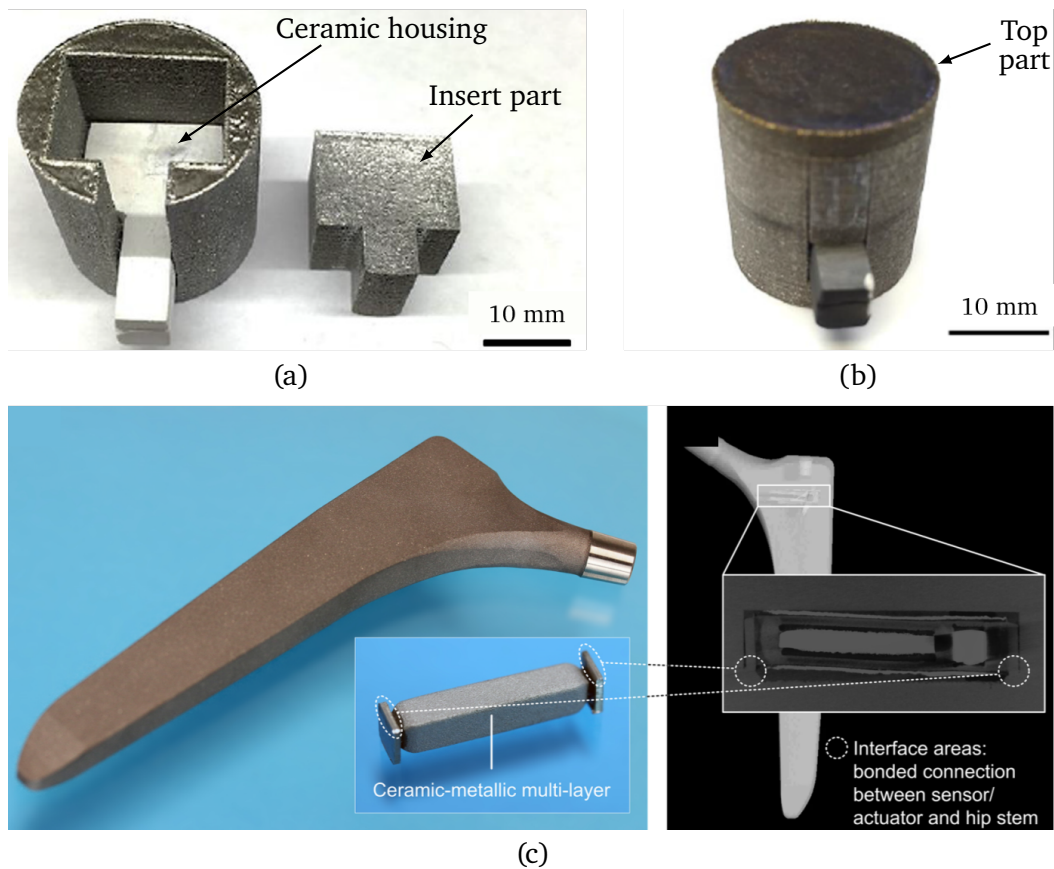 Ceramic housing
Insert part
10 mm
(a)
Top
part
10 mm
(b)
Ceramic-metallic multi-layer
Interface areas:
bonded connection
between sensor/
actuator and hip stem
(c)